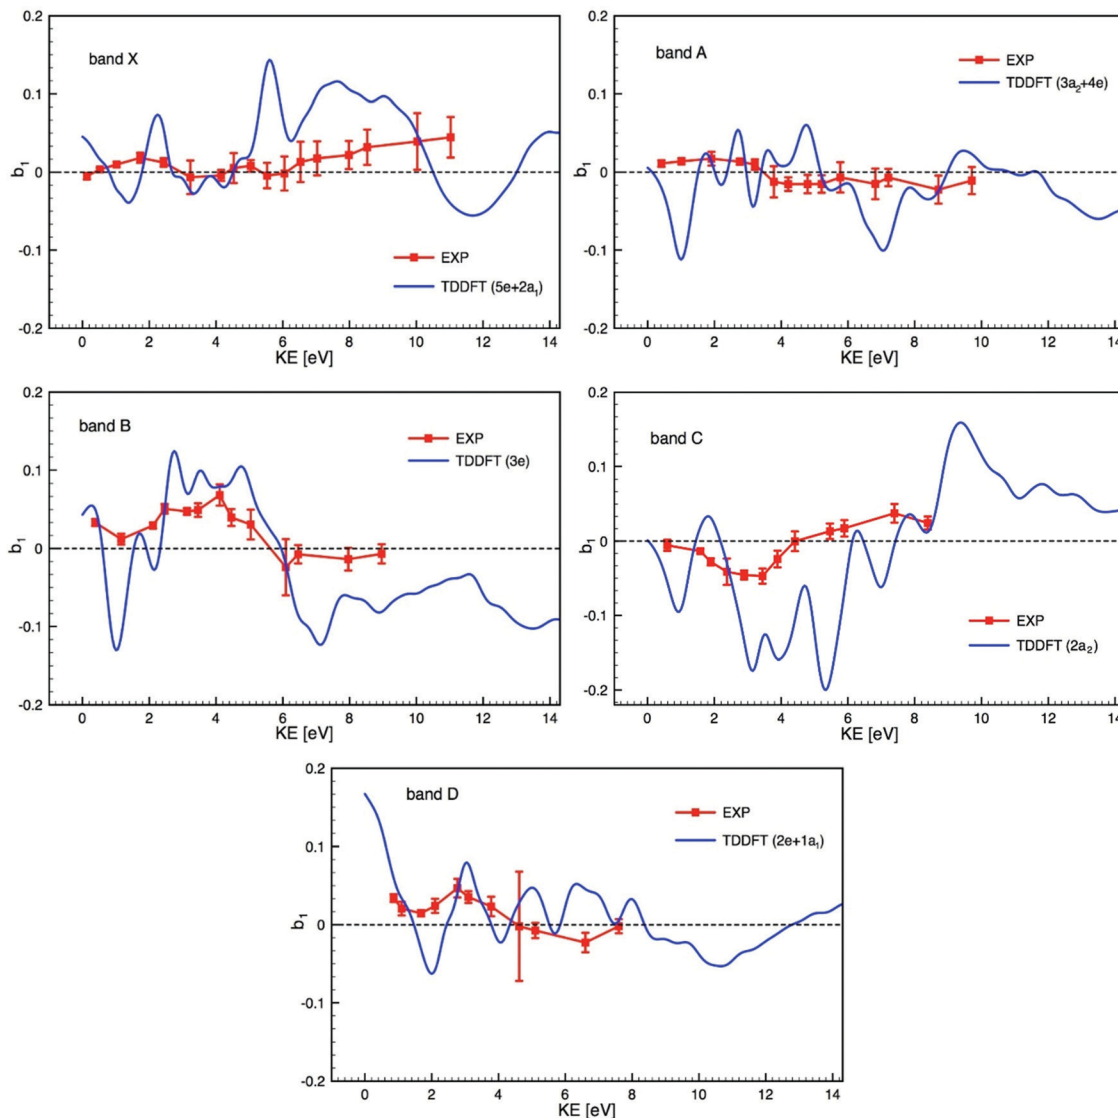 0.2
band X
0.1
b₁
0
-0.1
EXP
TDDFT (5e+2a₁)
-0.2
0 2 4 6 8 10 12 14
KE [eV]
0.2
band A
EXP
TDDFT (3a₂+4e)
0.1
b₁
0
-0.1
-0.2
0 2 4 6 8 10 12 14
KE [eV]
0.2
band B
EXP
TDDFT (3e)
0.1
b₁
0
-0.1
-0.2
0 2 4 6 8 10 12 14
KE [eV]
0.2
band C
0.1
b₁
0
-0.1
EXP
TDDFT (2a₂)
-0.2
0 2 4 6 8 10 12 14
KE [eV]
0.2
band D
EXP
TDDFT (2e+1a₁)
0.1
b₁
0
-0.1
-0.2
0 2 4 6 8 10 12 14
KE [eV]